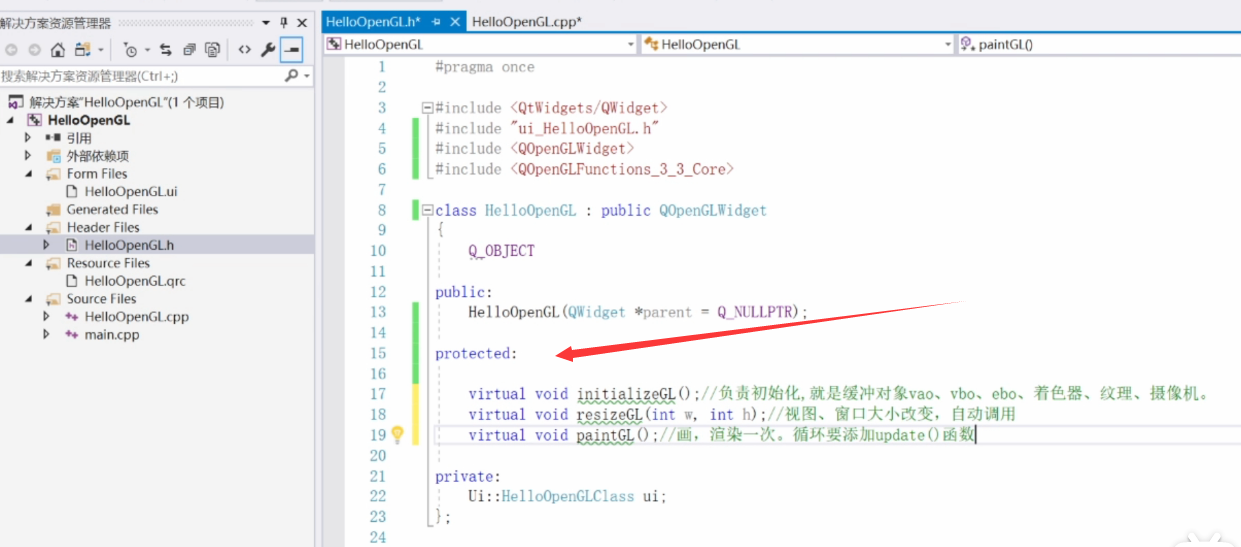 解决方案资源管理器
搜索解决方案资源管理器(Ctrl+;)
解决方案"HelloOpenGL"(1 个项目)
HelloOpenGL
引用
外部依赖项
Form Files
HelloOpenGL.ui
Generated Files
Header Files
HelloOpenGL.h
Resource Files
HelloOpenGL.qrc
Source Files
HelloOpenGL.cpp
main.cpp
HelloOpenGL.h* HelloOpenGL.cpp*
HelloOpenGL HelloOpenGL paintGL()
1 #pragma once
2
3 #include <QtWidgets/QWidget>
4 #include "ui_HelloOpenGL.h"
5 #include <QOpenGLWidget>
6 #include <QOpenGLFunctions_3_3_Core>
7
8 class HelloOpenGL : public QOpenGLWidget
9 {
10 Q_OBJECT
11
12 public:
13 HelloOpenGL(QWidget *parent = Q_NULLPTR);
14
15 protected:
16
17 virtual void initializeGL();//负责初始化,就是缓冲对象vao、vbo、ebo、着色器、纹理、摄像机。
18 virtual void resizeGL(int w, int h);//视图、窗口大小改变，自动调用
19 virtual void paintGL();//画，渲染一次。循环要添加update()函数
20
21 private:
22 Ui::HelloOpenGLClass ui;
23 };
24